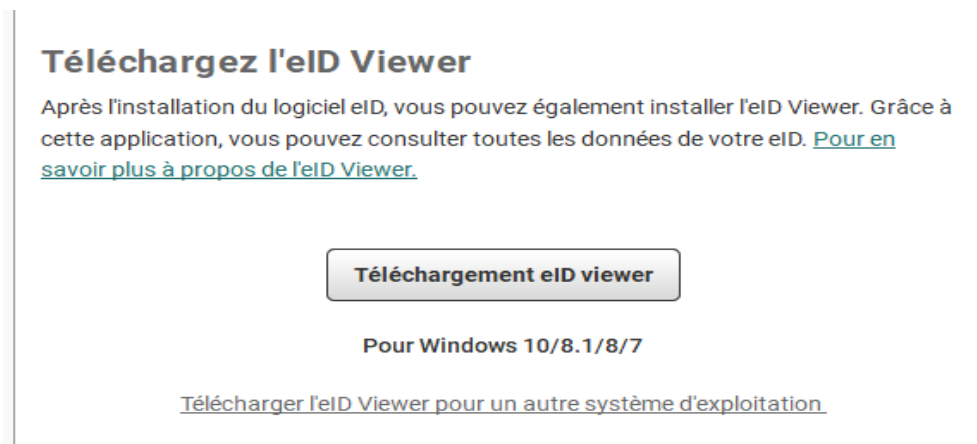 Téléchargez l'eID Viewer
Après l'installation du logiciel eID, vous pouvez également installer l'eID Viewer. Grâce à
cette application, vous pouvez consulter toutes les données de votre eID. Pour en
savoir plus à propos de l'eID Viewer.
Téléchargement eID viewer
Pour Windows 10/8.1/8/7
Télécharger l'eID Viewer pour un autre système d'exploitation